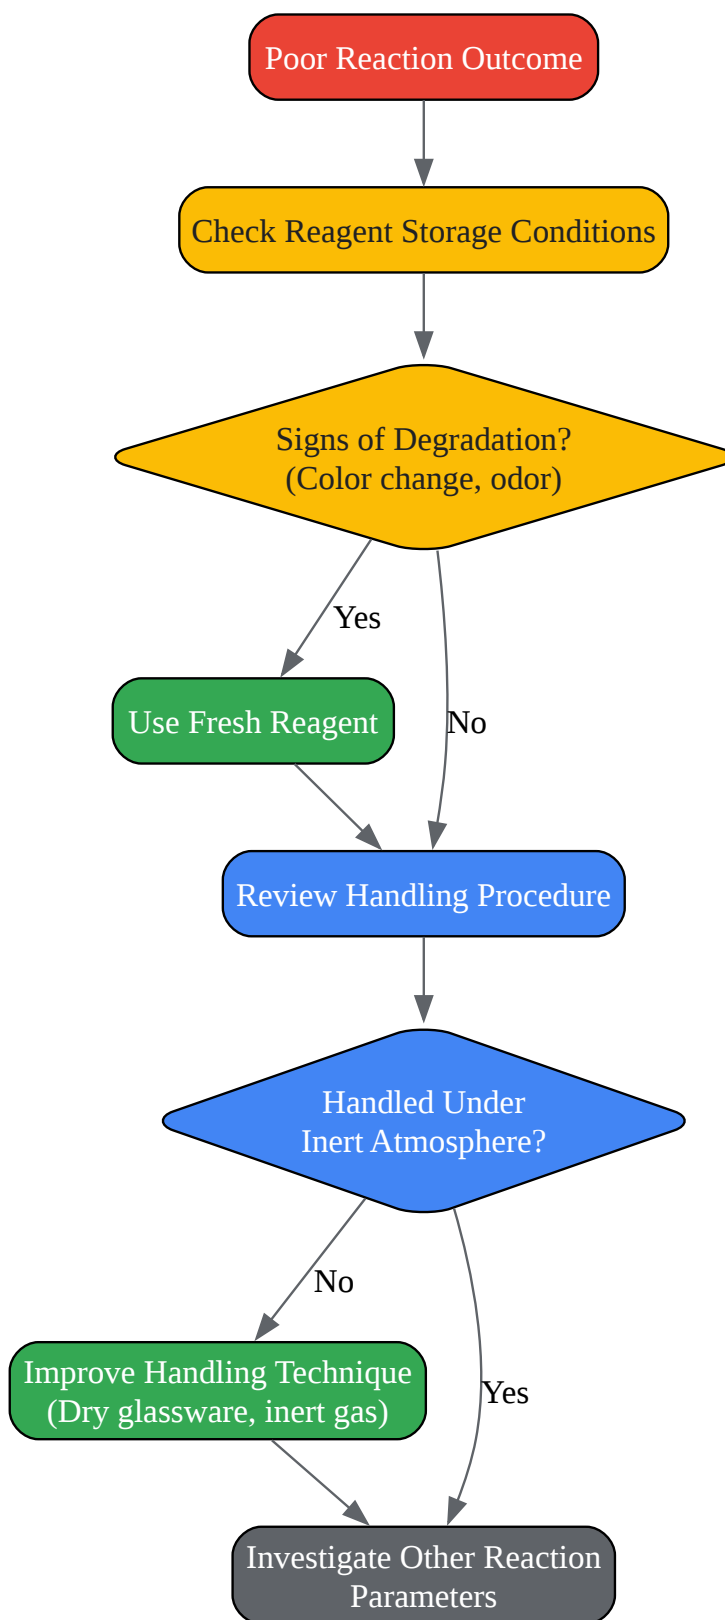 Poor Reaction Outcome
Check Reagent Storage Conditions
Signs of Degradation?
(Color change, odor)
Yes
No
Use Fresh Reagent
Review Handling Procedure
Handled Under
Inert Atmosphere?
No
Yes
Improve Handling Technique
(Dry glassware, inert gas)
Investigate Other Reaction
Parameters